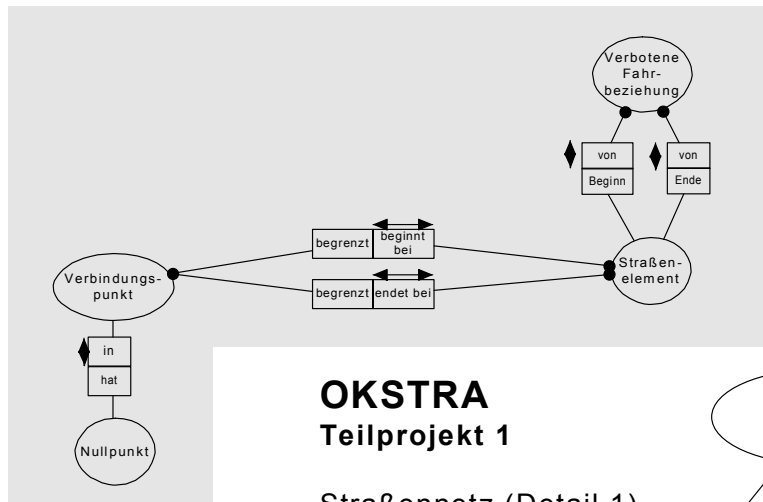 Verbotene
Fahr-
beziehung
von
von
Beginn
Ende
begrenzt
beginnt
bei
begrenzt
endet bei
Straßen-
element
Verbindungs-
punkt
in
hat
Nullpunkt
OKSTRA
Teilprojekt 1
Straßennetz (Detail 1)